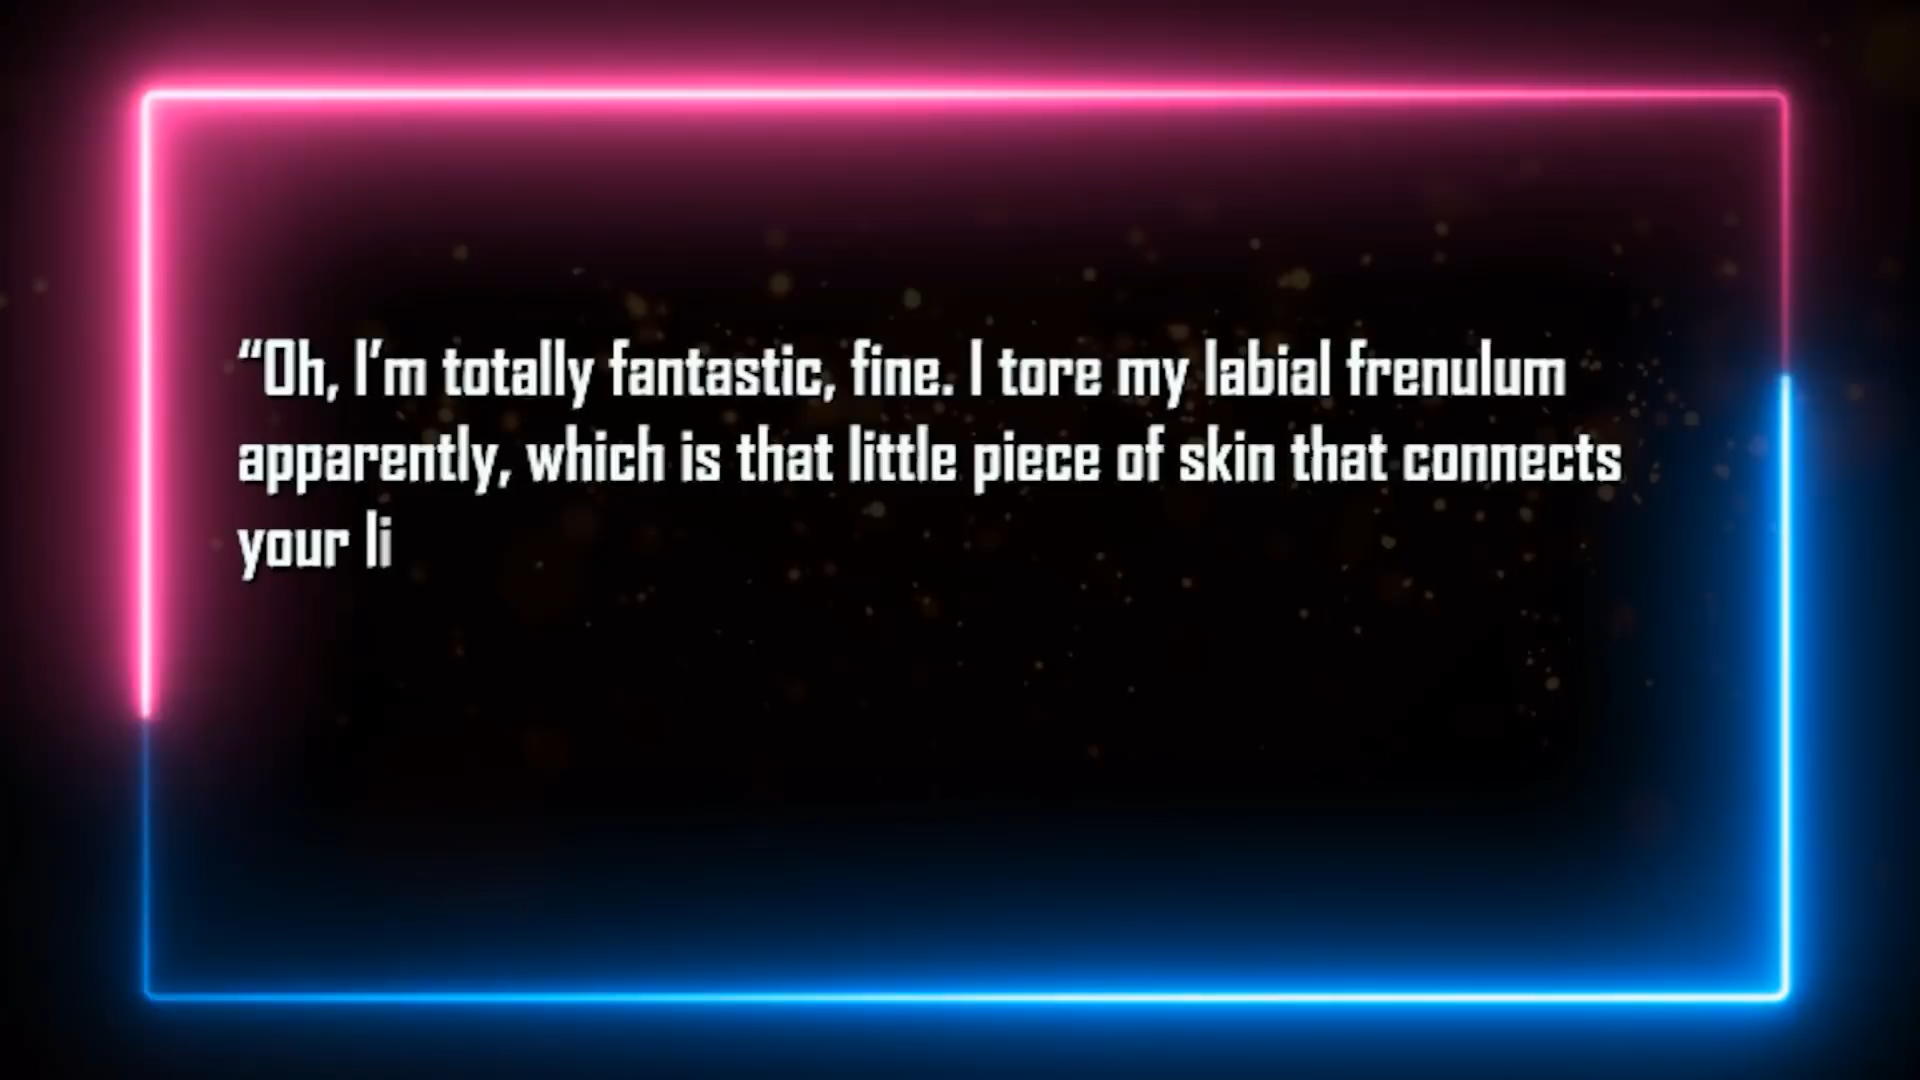 “Oh, I’m totally fantastic, fine. I tore my labial frenulum
apparently, which is that little piece of skin that connects
your li